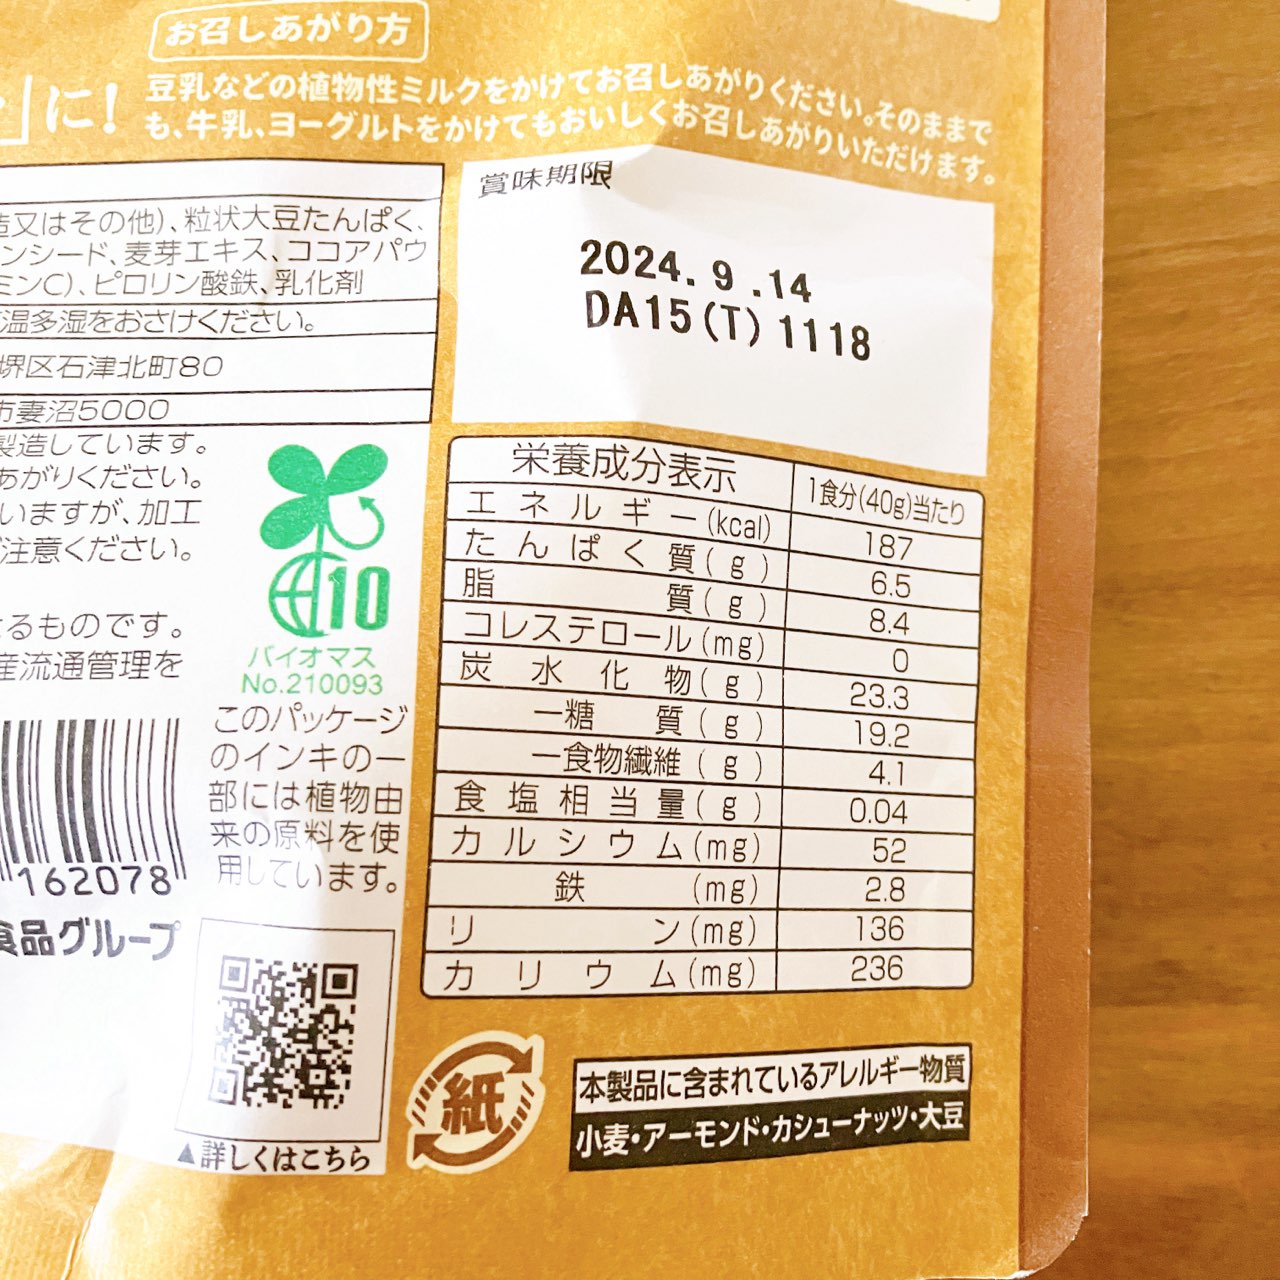 お召しあがり方
に!
豆乳などの植物性ミルクをかけてお召しあがりください。そのままで
も、牛乳、ヨーグルトをかけてもおいしくお召しあがりいただけます。
造又はその他)、粒状大豆たんぱく、
ンシード、麦芽エキス、ココアパウ
ミンC)、ピロリン酸鉄、乳化剤
温多湿をおさけください。
堺区石津北町80
市妻沼5000
製造しています。
あがりください。
いますが、加工
注意ください。
るものです。
産流通管理を
賞味期限
2024.9.14
DA15(T)1118
10
バイオマス
No.210093
このパッケージ
のインキの一
部には植物由
来の原料を使
用しています。
162078
食品グループ
▲詳しくはこちら
栄養成分表示 1食分(40g)当たり
エネルギー(kcal) 187
たんぱく質(g) 6.5
脂質(g) 8.4
コレステロール(mg) 0
炭水化物(g) 23.3
ー糖質(g) 19.2
ー食物繊維(g) 4.1
食塩相当量(g) 0.04
カルシウム(mg) 52
鉄(mg) 2.8
リン(mg) 136
カリウム(mg) 236
紙
本製品に含まれているアレルギー物質
小麦・アーモンド・カシューナッツ・大豆